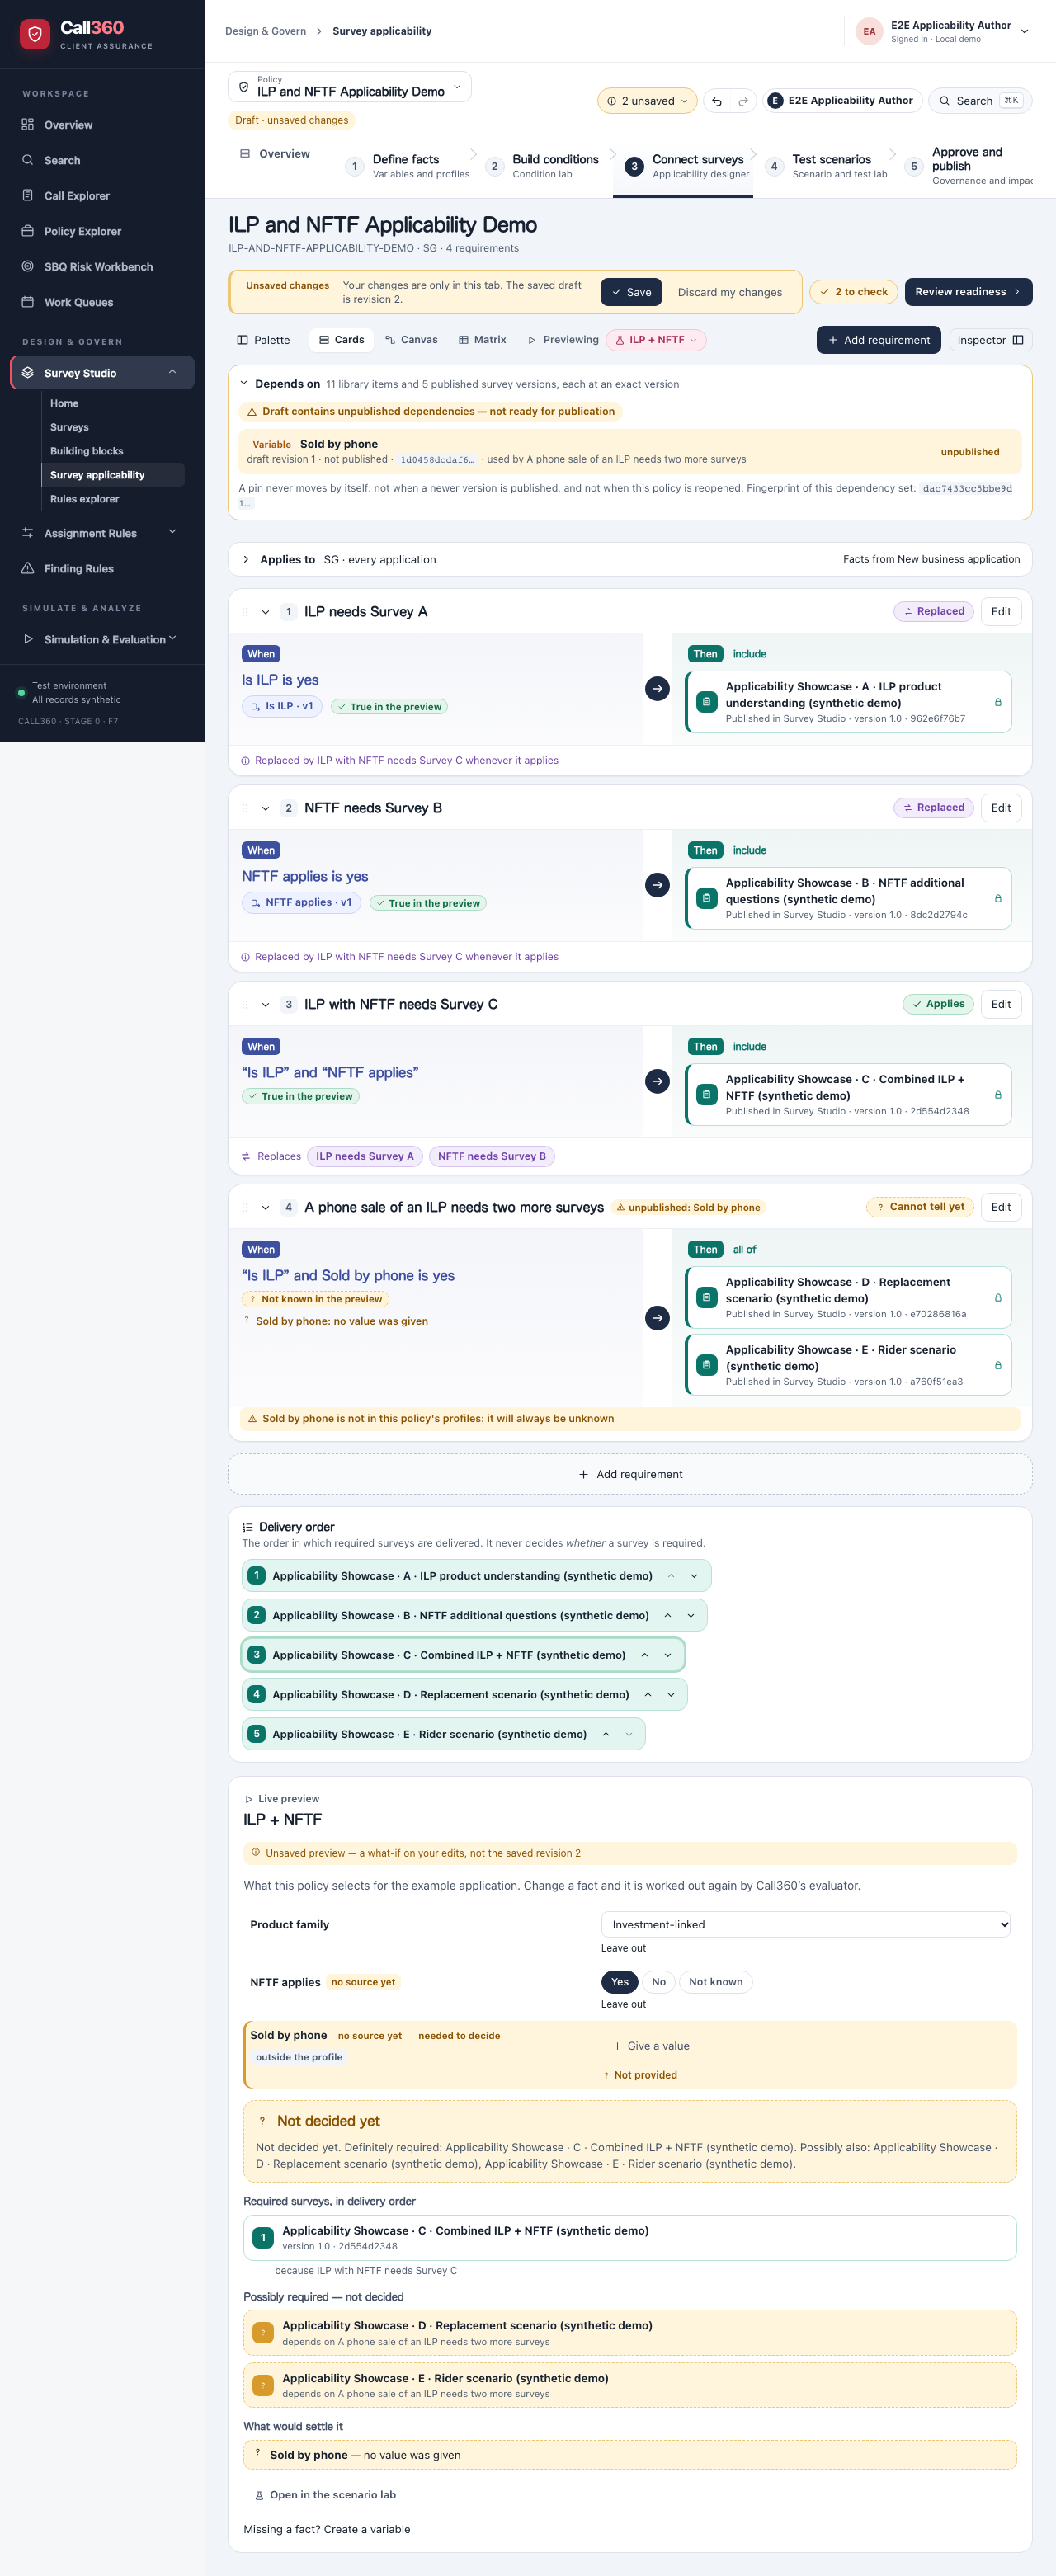 Call360
CLIENT ASSURANCE
WORKSPACE
Overview
Search
Call Explorer
Policy Explorer
SBQ Risk Workbench
Work Queues
DESIGN & GOVERN
Survey Studio
Home
Surveys
Building blocks
Survey applicability
Rules explorer
Assignment Rules
Finding Rules
SIMULATE & ANALYZE
Simulation & Evaluation
Test environment
All records synthetic
CALL360 · STAGE 0 · F7
Design & Govern
Survey applicability
EA
E2E Applicability Author
Signed in · Local demo
Policy
ILP and NFTF Applicability Demo
Draft · unsaved changes
2 unsaved
E
E2E Applicability Author
Search
⌘K
Overview
1
Define facts
Variables and profiles
2
Build conditions
Condition lab
3
Connect surveys
Applicability designer
4
Test scenarios
Scenario and test lab
5
Approve and
publish
Governance and impac
ILP and NFTF Applicability Demo
ILP-AND-NFTF-APPLICABILITY-DEMO · SG · 4 requirements
Unsaved changes
Your changes are only in this tab. The saved draft
is revision 2.
Save
Discard my changes
2 to check
Review readiness
Palette
Cards
Canvas
Matrix
Previewing
ILP + NFTF
Add requirement
Inspector
Depends on 11 library items and 5 published survey versions, each at an exact version
Draft contains unpublished dependencies — not ready for publication
Variable Sold by phone
draft revision 1 · not published · 1d0458dcdaf6… · used by A phone sale of an ILP needs two more surveys
unpublished
A pin never moves by itself: not when a newer version is published, and not when this policy is reopened. Fingerprint of this dependency set: dac7433cc5bbe9d
1…
Applies to SG · every application
Facts from New business application
1 ILP needs Survey A
Replaced
Edit
When
Is ILP is yes
Is ILP · v1
True in the preview
Then include
Applicability Showcase · A · ILP product
understanding (synthetic demo)
Published in Survey Studio · version 1.0 · 962e6f76b7
Replaced by ILP with NFTF needs Survey C whenever it applies
2 NFTF needs Survey B
Replaced
Edit
When
NFTF applies is yes
NFTF applies · v1
True in the preview
Then include
Applicability Showcase · B · NFTF additional
questions (synthetic demo)
Published in Survey Studio · version 1.0 · 8dc2d2794c
Replaced by ILP with NFTF needs Survey C whenever it applies
3 ILP with NFTF needs Survey C
Applies
Edit
When
“Is ILP” and “NFTF applies”
True in the preview
Then include
Applicability Showcase · C · Combined ILP +
NFTF (synthetic demo)
Published in Survey Studio · version 1.0 · 2d554d2348
Replaces
ILP needs Survey A
NFTF needs Survey B
4 A phone sale of an ILP needs two more surveys
unpublished: Sold by phone
Cannot tell yet
Edit
When
“Is ILP” and Sold by phone is yes
? Not known in the preview
? Sold by phone: no value was given
Then all of
Applicability Showcase · D · Replacement
scenario (synthetic demo)
Published in Survey Studio · version 1.0 · e70286816a
Applicability Showcase · E · Rider scenario
(synthetic demo)
Published in Survey Studio · version 1.0 · a760f51ea3
Sold by phone is not in this policy's profiles: it will always be unknown
Add requirement
Delivery order
The order in which required surveys are delivered. It never decides whether a survey is required.
1 Applicability Showcase · A · ILP product understanding (synthetic demo)
2 Applicability Showcase · B · NFTF additional questions (synthetic demo)
3 Applicability Showcase · C · Combined ILP + NFTF (synthetic demo)
4 Applicability Showcase · D · Replacement scenario (synthetic demo)
5 Applicability Showcase · E · Rider scenario (synthetic demo)
Live preview
ILP + NFTF
Unsaved preview — a what-if on your edits, not the saved revision 2
What this policy selects for the example application. Change a fact and it is worked out again by Call360's evaluator.
Product family
Investment-linked
Leave out
NFTF applies no source yet
Yes
No
Not known
Leave out
Sold by phone no source yet needed to decide
outside the profile
+ Give a value
? Not provided
? Not decided yet
Not decided yet. Definitely required: Applicability Showcase · C · Combined ILP + NFTF (synthetic demo). Possibly also: Applicability Showcase ·
D · Replacement scenario (synthetic demo), Applicability Showcase · E · Rider scenario (synthetic demo).
Required surveys, in delivery order
1
Applicability Showcase · C · Combined ILP + NFTF (synthetic demo)
version 1.0 · 2d554d2348
because ILP with NFTF needs Survey C
Possibly required — not decided
?
Applicability Showcase · D · Replacement scenario (synthetic demo)
depends on A phone sale of an ILP needs two more surveys
?
Applicability Showcase · E · Rider scenario (synthetic demo)
depends on A phone sale of an ILP needs two more surveys
What would settle it
? Sold by phone — no value was given
Open in the scenario lab
Missing a fact? Create a variable